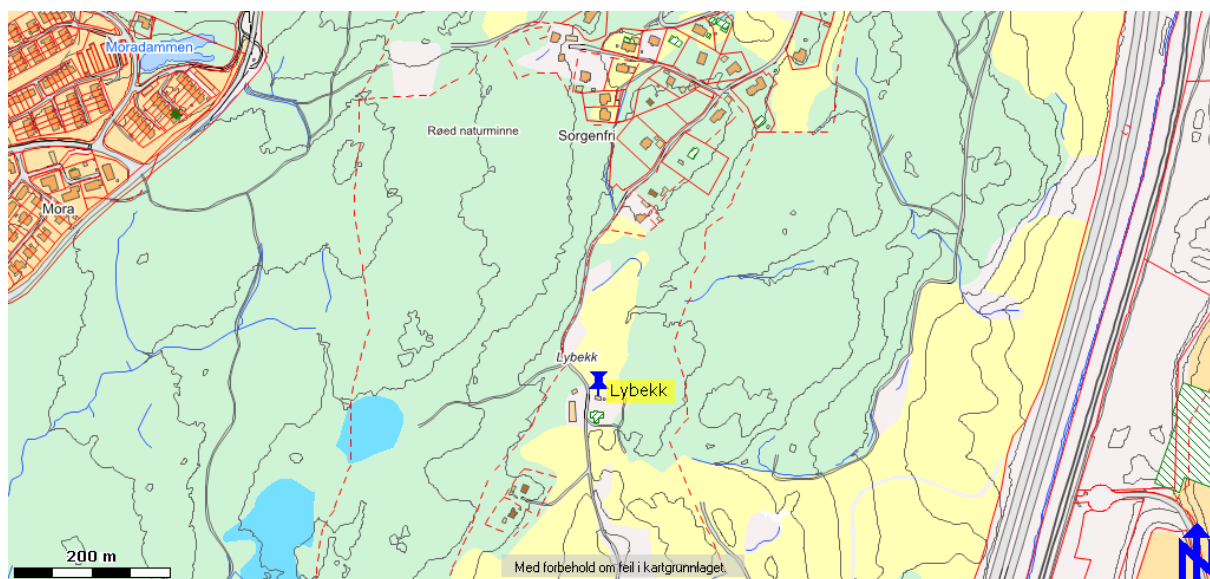 Moradammen
Røed naturminne
Sorgenfri
Mora
Lybekk
Lybekk
200 m
Med forbehold om feil i kartgrunnlaget.
N